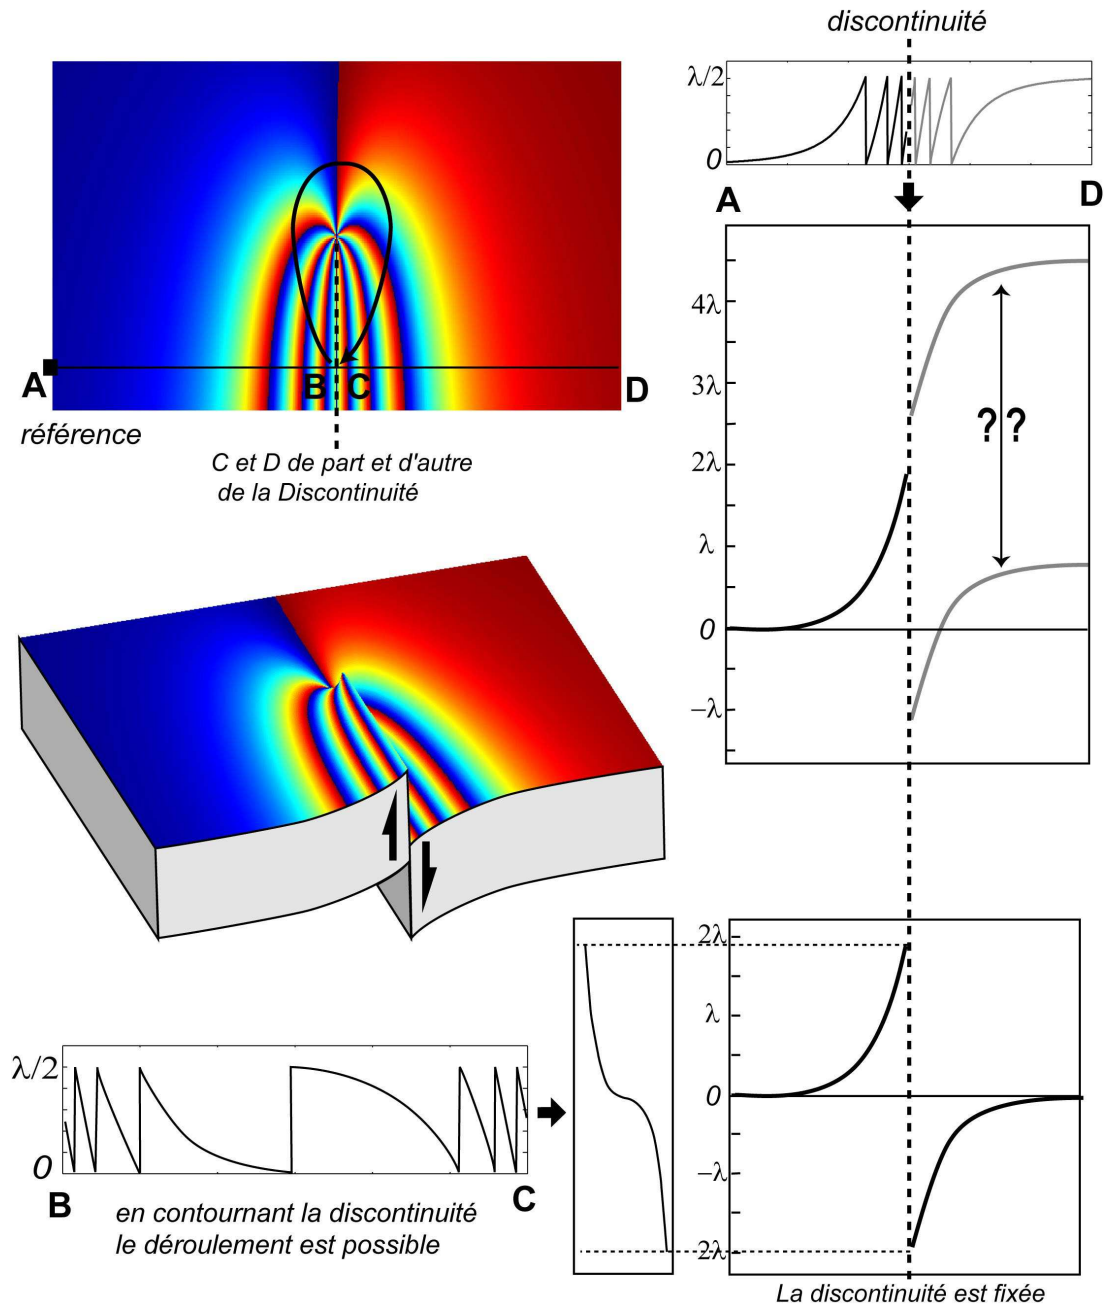 discontinuité
λ/2
0
A
D
A
B
C
D
référence
C et D de part et d'autre
de la Discontinuité
4λ
3λ
2λ
λ
0
−λ
??
2λ
λ
0
−λ
2λ
λ/2
0
B
C
en contournant la discontinuité
le déroulement est possible
La discontinuité est fixée